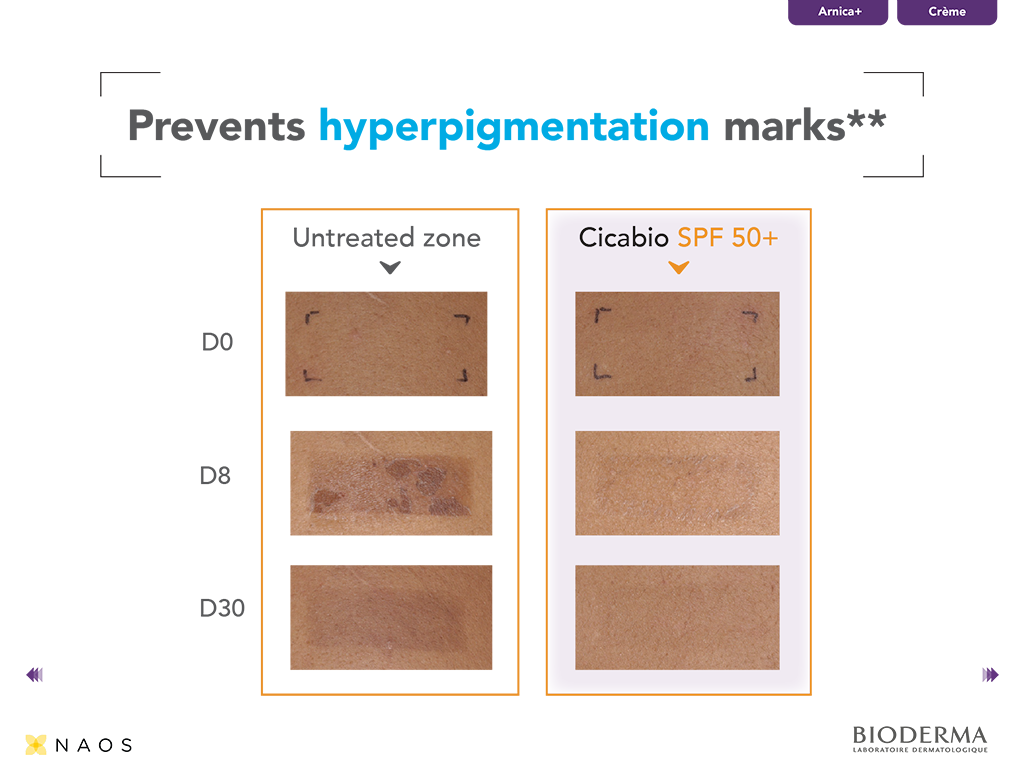 Arnica+
Crème
Prevents hyperpigmentation marks**
Untreated zone
Cicabio SPF 50+
D0
D8
D30
NAOS
BIODERMA
LABORATOIRE DERMATOLOGIQUE